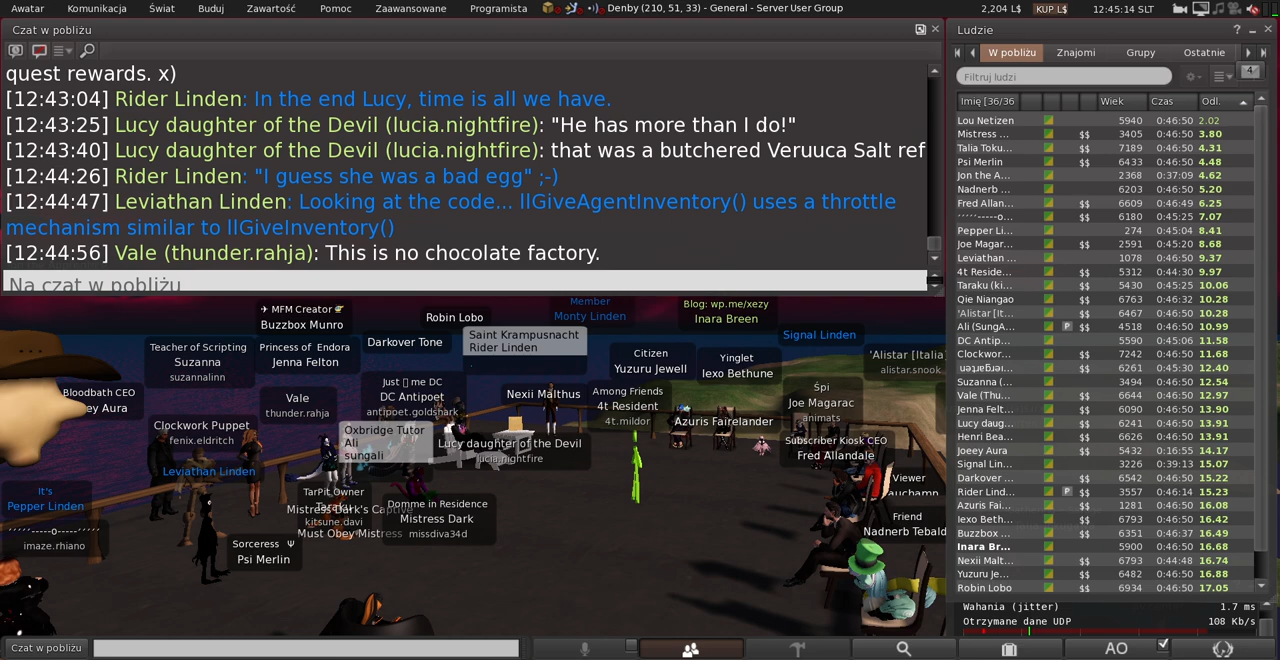 Awatar Komunikacja Świat Buduj Zawartość Pomoc Zaawansowane Programista Denby (210, 51, 33) - General - Server User Group 2,204 L$ KUP L$ 12:45:14 SLT
Czat w pobliżu
quest rewards. x)
[12:43:04] Rider Linden: In the end Lucy, time is all we have.
[12:43:25] Lucy daughter of the Devil (lucia.nightfire): "He has more than I do!"
[12:43:40] Lucy daughter of the Devil (lucia.nightfire): that was a butchered Veruuca Salt ref
[12:44:26] Rider Linden: "I guess she was a bad egg" ;-)
[12:44:47] Leviathan Linden: Looking at the code... llGiveAgentInventory() uses a throttle
mechanism similar to llGiveInventory()
[12:44:56] Vale (thunder.rahja): This is no chocolate factory.
Na czat w pobliżu
MFM Creator
Buzzbox Munro
Robin Lobo
Member
Monty Linden
Blog: wp.me/xezy
Inara Breen
Teacher of Scripting
Suzanna
suzannalinn
Princess of Endora
Jenna Felton
Darkover Tone
Saint Krampusnacht
Rider Linden
Signal Linden
Citizen
Yuzuru Jewell
Yinglet
Iexo Bethune
'Alistar [Italia]
alistar.snook
Bloodbath CEO
ey Aura
Vale
thunder.rahja
Just me DC
DC Antipoet
antipoet.goldshark
Nexii Malthus
Among Friends
4t Resident
4t.mildor
Azuris Fairelander
Śpi
Joe Magarac
animats
Clockwork Puppet
fenix.eldritch
Oxbridge Tutor
Ali
sungali
Lucy daughter of the Devil
lucia.nightfire
Subscriber Kiosk CEO
Fred Allandale
Leviathan Linden
It's
Pepper Linden
TarPit Owner
Taraku
kitsune.davi
Mistress Dark's Captive
Must Obey Mistress
Domme in Residence
Mistress Dark
missdiva34d
Viewer
auchamp
Friend
Nadnerb Tebald
imaze.rhiano
Sorceress Ψ
Psi Merlin
Czat w pobliżu
Ludzie
W pobliżu Znajomi Grupy Ostatnie
Filtruj ludzi 4
Imię [36/36 Wiek Czas Odl.
Lou Netizen 5940 0:46:50 2.02
Mistress ... $$ 3405 0:46:50 3.80
Talia Toku... $$ 7189 0:46:50 4.31
Psi Merlin $$ 6433 0:46:50 4.48
Jon the A... 2368 0:37:09 4.62
Nadnerb ... 6203 0:46:50 5.20
Fred Allan... $$ 6609 0:46:49 6.25
´´´´´-----o... $$ 6180 0:45:25 7.07
Pepper Li... 274 0:45:04 8.41
Joe Magar... $$ 2591 0:45:20 8.68
Leviathan ... 1078 0:46:50 9.37
4t Reside... $$ 5312 0:44:30 9.97
Taraku (ki... $$ 5430 0:45:25 10.06
Qie Niangao $$ 6763 0:46:32 10.28
'Alistar [It... $$ 6467 0:46:50 10.28
Ali (SungA... P $$ 4518 0:46:50 10.99
DC Antip... 5590 0:45:06 11.58
Clockwor... $$ 7242 0:46:50 11.68
$$ 6261 0:45:30 12.40
Suzanna (... 3494 0:46:50 12.54
Vale (Thu... $$ 6644 0:46:50 12.97
Jenna Felt... $$ 6090 0:46:50 13.90
Lucy daug... $$ 6241 0:46:50 13.91
Henri Bea... $$ 6626 0:46:50 13.91
Joeey Aura $$ 5432 0:16:55 14.17
Signal Lin... 3226 0:39:13 15.07
Darkover ... $$ 6542 0:46:50 15.22
Rider Lind... P $$ 3557 0:46:14 15.23
Azuris Fai... $$ 1281 0:46:50 16.08
Iexo Beth... $$ 6793 0:46:50 16.42
Buzzbox ... $$ 6351 0:46:37 16.49
Inara Br... 5900 0:46:50 16.68
Nexii Malt... $$ 6793 0:44:48 16.74
Yuzuru Je... $$ 6482 0:46:50 16.88
Robin Lobo $$ 6934 0:46:50 17.05
Wahania (jitter) 1.7 ms
Otrzymane dane UDP 108 Kb/s
AO